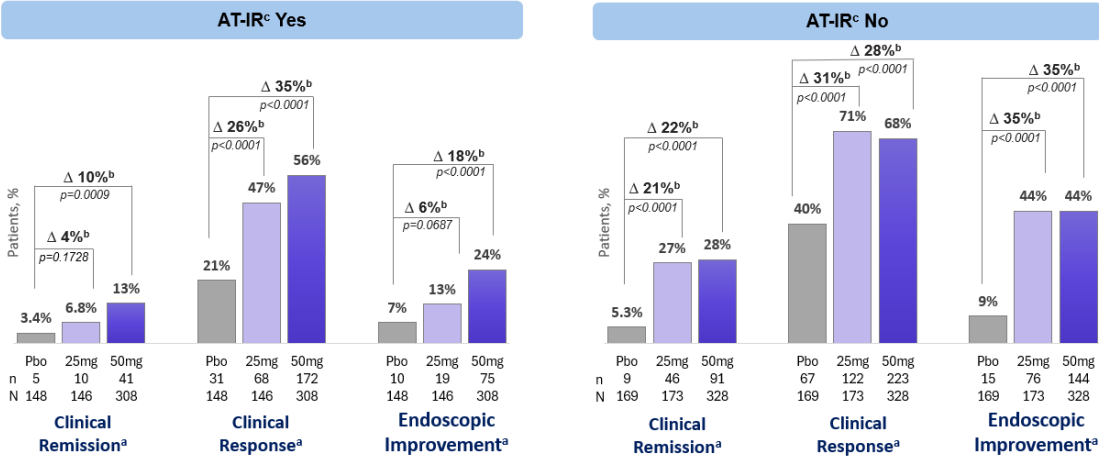 AT-IRᶜ Yes
Patients, %
Δ 10%ᵇ
p=0.0009
Δ 4%ᵇ
p=0.1728
3.4%
6.8%
13%
Δ 35%ᵇ
p<0.0001
Δ 26%ᵇ
p<0.0001
21%
47%
56%
Δ 18%ᵇ
p<0.0001
Δ 6%ᵇ
p=0.0687
7%
13%
24%
Pbo 25mg 50mg Pbo 25mg 50mg Pbo 25mg 50mg
n 5 10 41 31 68 172 10 19 75
N 148 146 308 148 146 308 148 146 308
Clinical
Remissionᵃ
Clinical
Responseᵃ
Endoscopic
Improvementᵃ
AT-IRᶜ No
Patients, %
Δ 22%ᵇ
p<0.0001
Δ 21%ᵇ
p<0.0001
5.3%
27%
28%
Δ 28%ᵇ
p<0.0001
Δ 31%ᵇ
p<0.0001
40%
71%
68%
Δ 35%ᵇ
p<0.0001
Δ 35%ᵇ
p<0.0001
9%
44%
44%
Pbo 25mg 50mg Pbo 25mg 50mg Pbo 25mg 50mg
n 9 46 91 67 122 223 15 76 144
N 169 173 328 169 173 328 169 173 328
Clinical
Remissionᵃ
Clinical
Responseᵃ
Endoscopic
Improvementᵃ